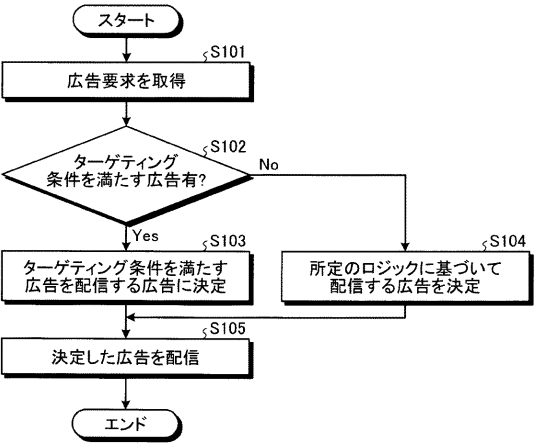 スタート
S101
広告要求を取得
S102
ターゲティング
条件を満たす広告有?
No
Yes
S103
ターゲティング条件を満たす
広告を配信する広告に決定
S104
所定のロジックに基づいて
配信する広告を決定
S105
決定した広告を配信
エンド